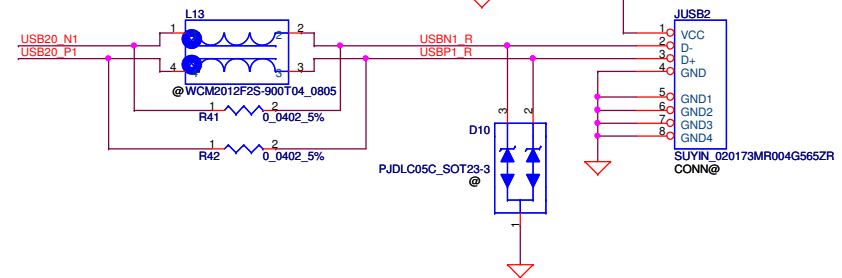 L13
JUSB2
1
2
1
VCC
USB20_N1
USBN1_R
2
D-
USB20_P1
USBP1_R
3
D+
4
3
4
GND
@ WCM2012F2S-900T04_0805
5
GND1
1
2
3
2
6
GND2
R41
0_0402_5%
7
GND3
D10
8
GND4
1
2
R42
0_0402_5%
SUYIN_020173MR004G565ZR
PJDLC05C_SOT23-3
CONN@
@
1